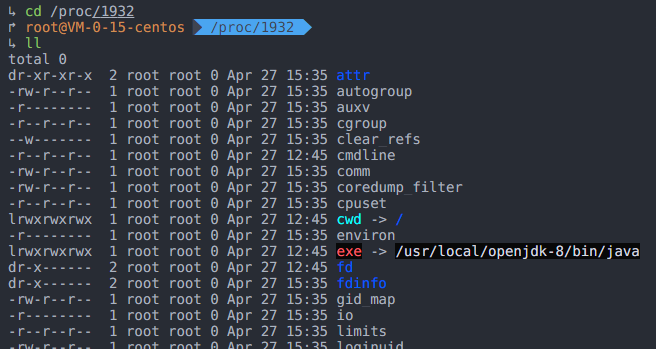 ↳ cd /proc/1932
↱ root@VM-0-15-centos /proc/1932
↳ ll
total 0
dr-xr-xr-x 2 root root 0 Apr 27 15:35 attr
-rw-r--r-- 1 root root 0 Apr 27 15:35 autogroup
-r-------- 1 root root 0 Apr 27 15:35 auxv
-r--r--r-- 1 root root 0 Apr 27 15:35 cgroup
--w------- 1 root root 0 Apr 27 15:35 clear_refs
-r--r--r-- 1 root root 0 Apr 27 12:45 cmdline
-rw-r--r-- 1 root root 0 Apr 27 15:35 comm
-rw-r--r-- 1 root root 0 Apr 27 15:35 coredump_filter
-r--r--r-- 1 root root 0 Apr 27 15:35 cpuset
lrwxrwxrwx 1 root root 0 Apr 27 12:45 cwd -> /
-r-------- 1 root root 0 Apr 27 15:35 environ
lrwxrwxrwx 1 root root 0 Apr 27 12:45 exe -> /usr/local/openjdk-8/bin/java
dr-x------ 2 root root 0 Apr 27 12:45 fd
dr-x------ 2 root root 0 Apr 27 15:35 fdinfo
-rw-r--r-- 1 root root 0 Apr 27 15:35 gid_map
-r-------- 1 root root 0 Apr 27 15:35 io
-r--r--r-- 1 root root 0 Apr 27 15:35 limits
-rw-r--r-- 1 root root 0 Apr 27 15:35 loginuid